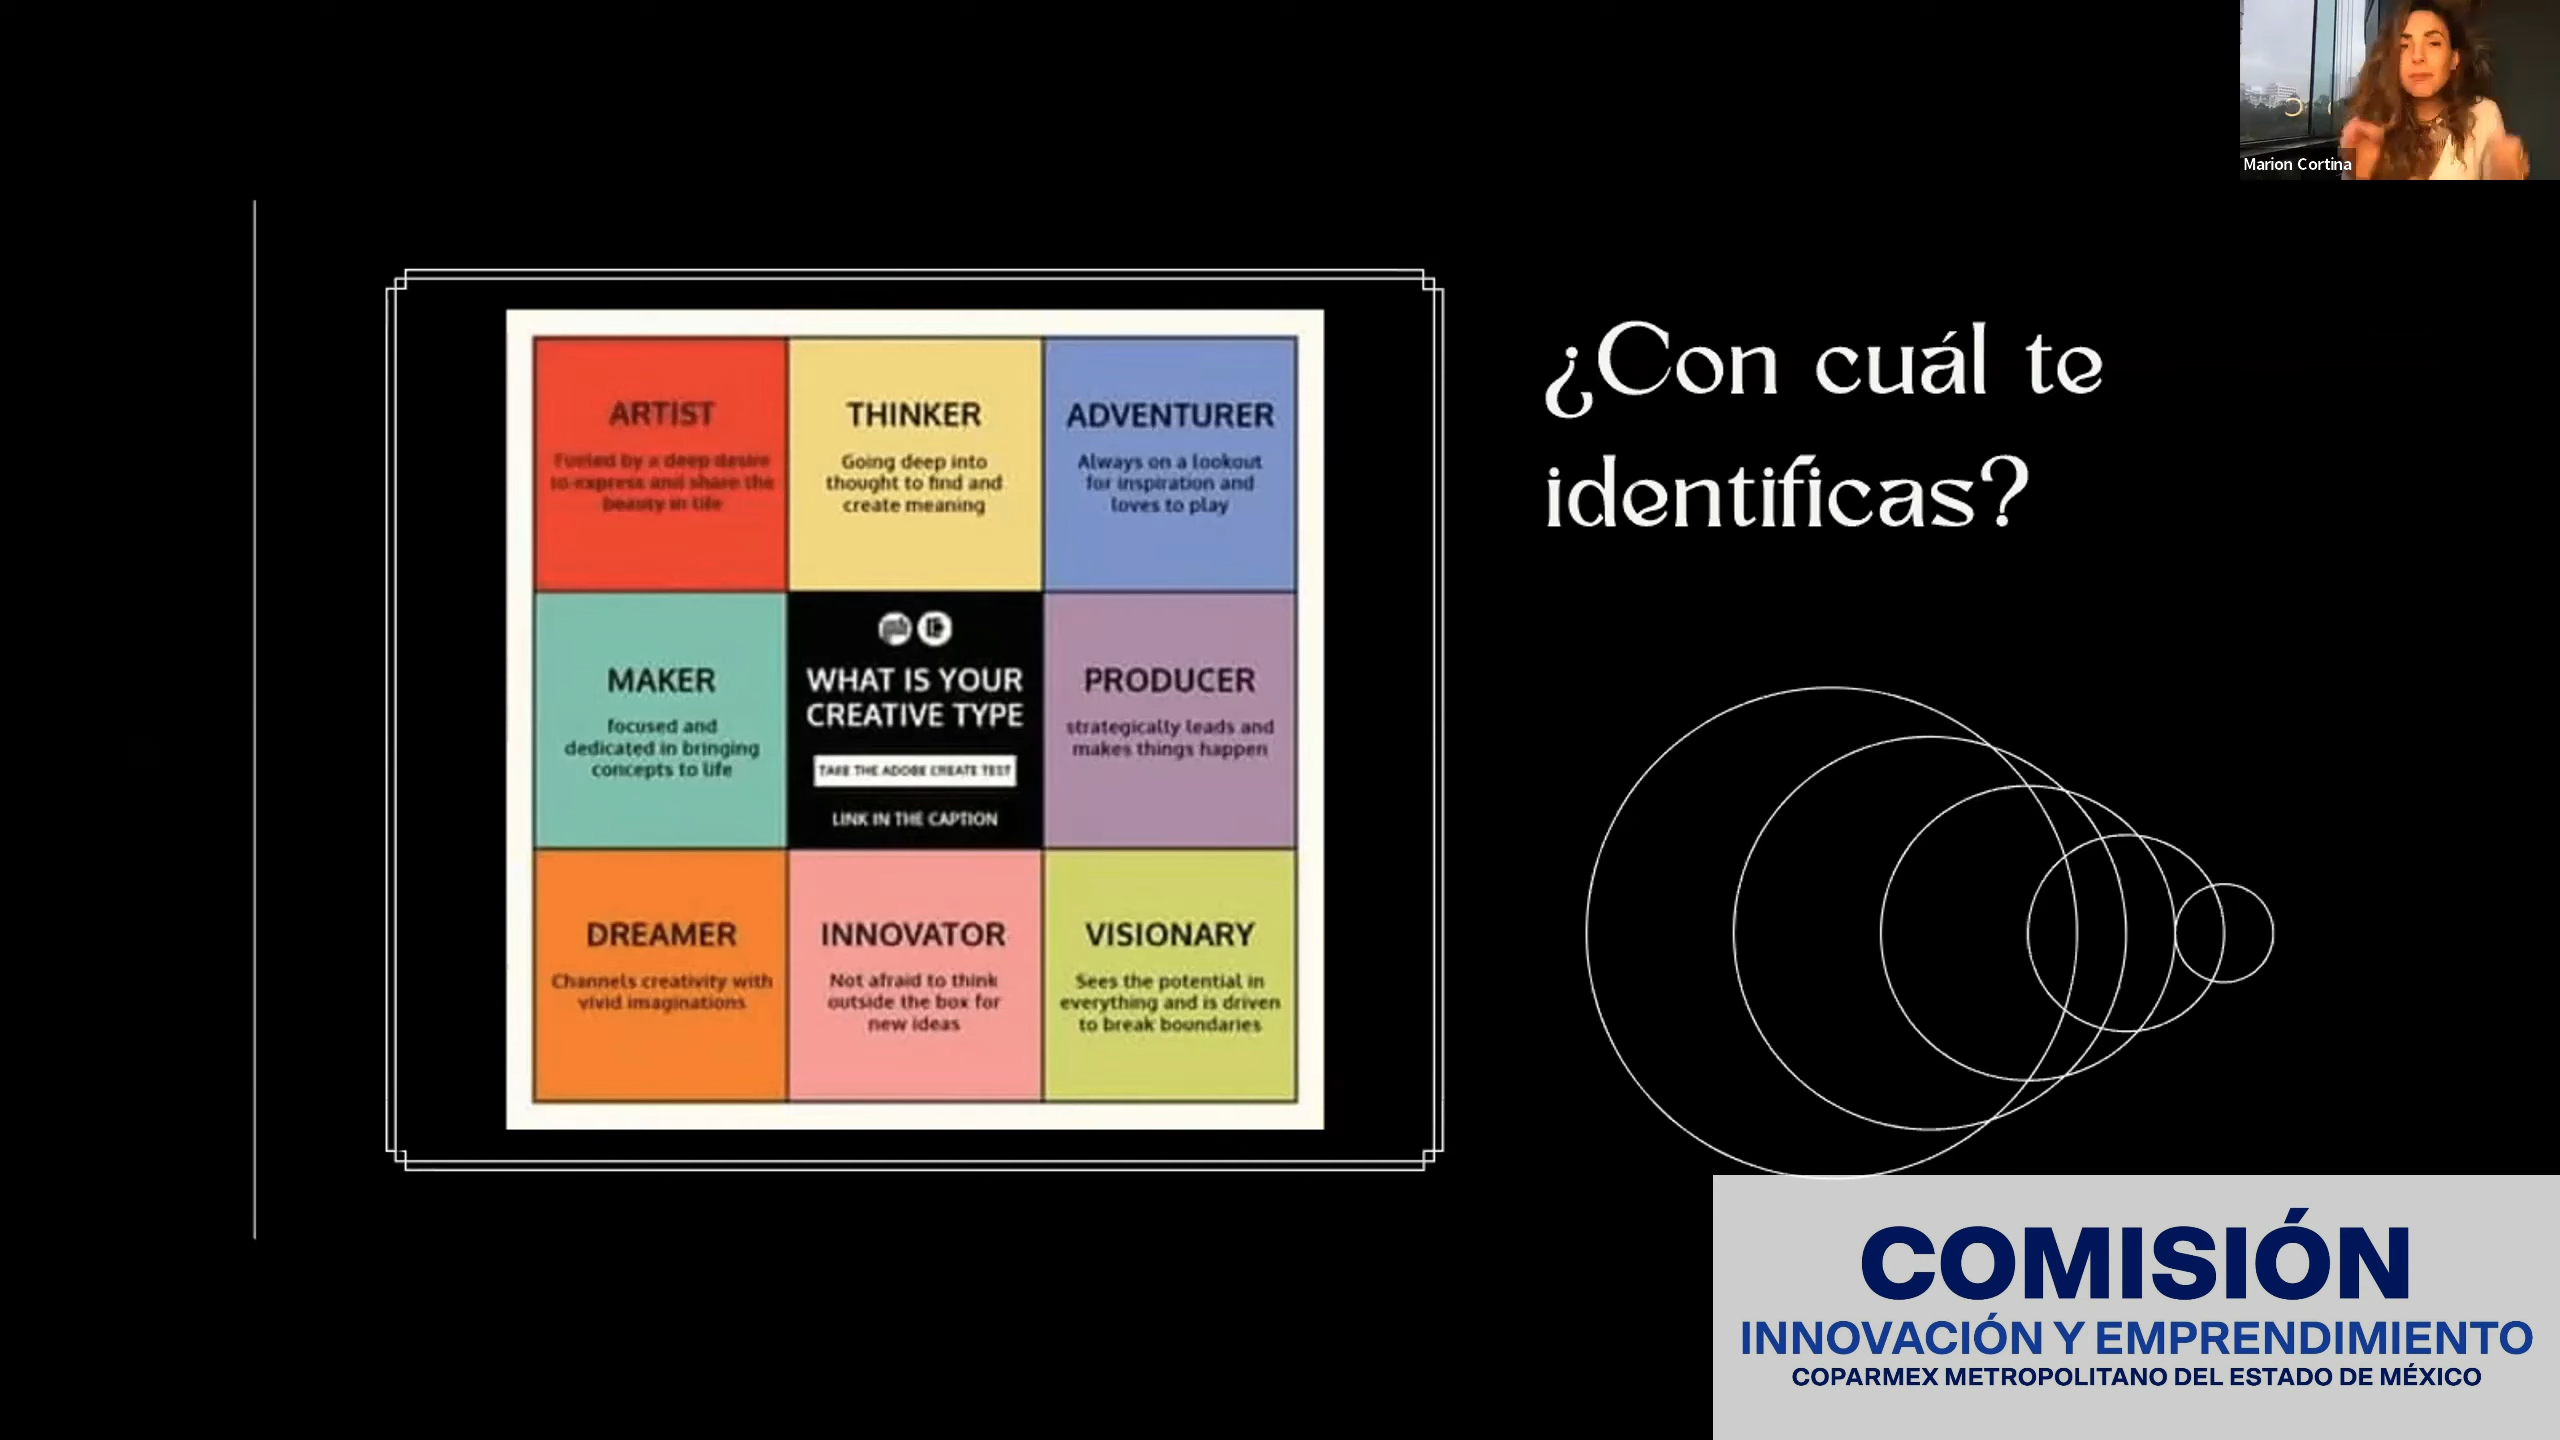 Marion Cortina
¿Con cuál te
identificas?
ARTIST
Fueled by a deep desire
to express and share the
beauty in life
THINKER
Going deep into
thought to find and
create meaning
ADVENTURER
Always on a lookout
for inspiration and
loves to play
MAKER
focused and
dedicated in bringing
concepts to life
WHAT IS YOUR
CREATIVE TYPE
TAKE THE ADOBE CREATE TEST
LINK IN THE CAPTION
PRODUCER
strategically leads and
makes things happen
DREAMER
Channels creativity with
vivid imaginations
INNOVATOR
Not afraid to think
outside the box for
new ideas
VISIONARY
Sees the potential in
everything and is driven
to break boundaries
COMISIÓN
INNOVACIÓN Y EMPRENDIMIENTO
COPARMEX METROPOLITANO DEL ESTADO DE MÉXICO